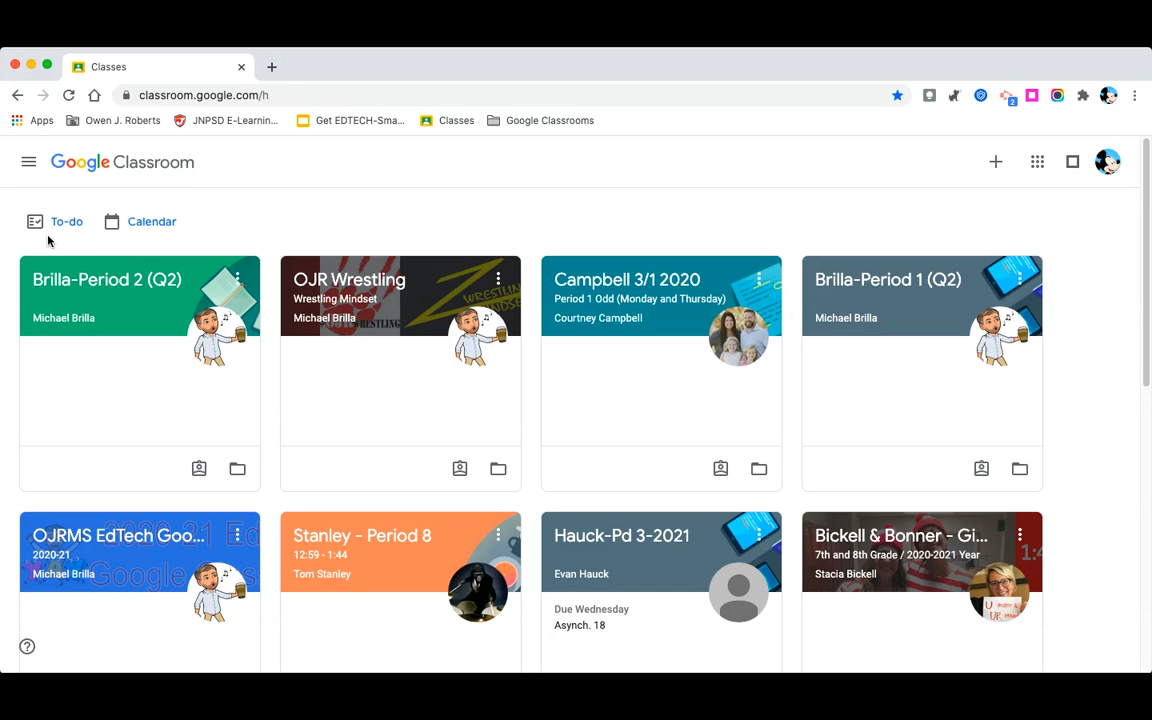 Classes
classroom.google.com/h
2
Apps
Owen J. Roberts
JNPSD E-Learnin...
Get EDTECH-Sma...
Classes
Google Classrooms
Google Classroom
To-do
Calendar
Brilla-Period 2 (Q2)
Michael Brilla
OJR Wrestling
Wrestling Mindset
Michael Brilla
Campbell 3/1 2020
Period 1 Odd (Monday and Thursday)
Courtney Campbell
Brilla-Period 1 (Q2)
Michael Brilla
OJRMS EdTech Goo...
2020-21
Michael Brilla
Stanley - Period 8
12:59 - 1:44
Tom Stanley
Hauck-Pd 3-2021
Evan Hauck
Due Wednesday
Asynch. 18
Bickell & Bonner - Gi...
7th and 8th Grade / 2020-2021 Year
Stacia Bickell